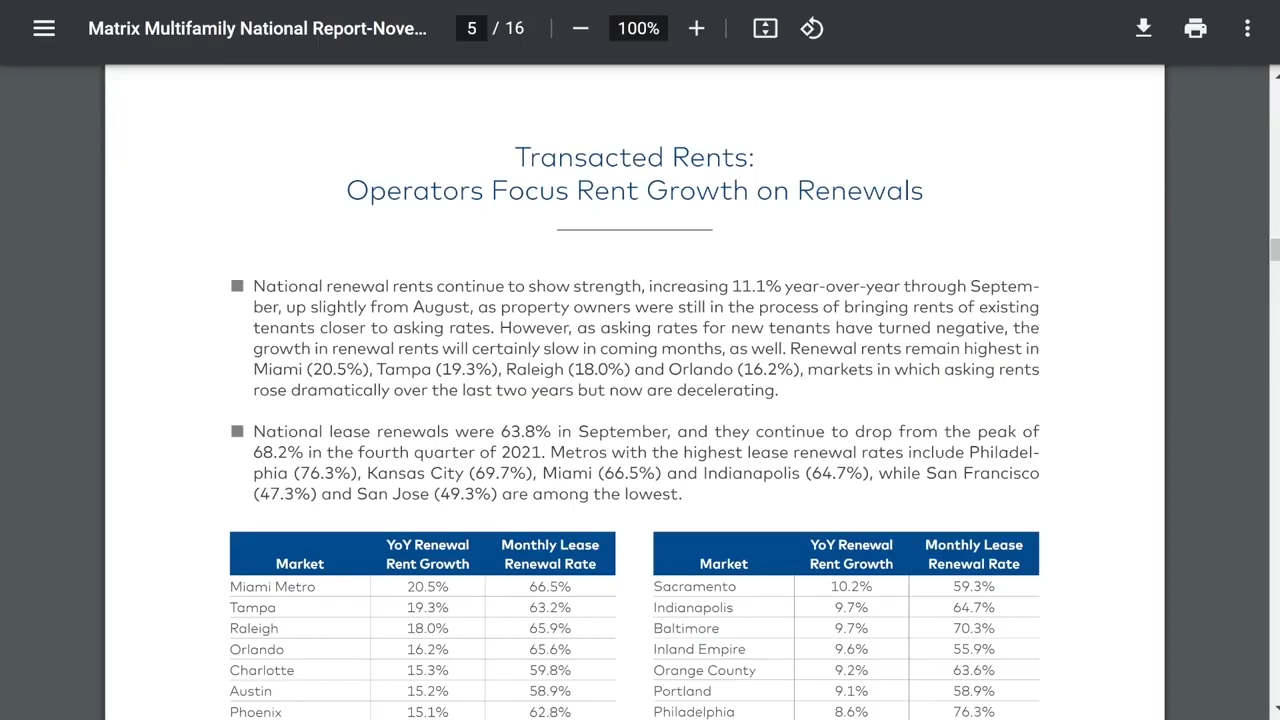 Matrix Multifamily National Report-Nove...
5 / 16
100%
Transacted Rents:
Operators Focus Rent Growth on Renewals
National renewal rents continue to show strength, increasing 11.1% year-over-year through Septem-
ber, up slightly from August, as property owners were still in the process of bringing rents of existing
tenants closer to asking rates. However, as asking rates for new tenants have turned negative, the
growth in renewal rents will certainly slow in coming months, as well. Renewal rents remain highest in
Miami (20.5%), Tampa (19.3%), Raleigh (18.0%) and Orlando (16.2%), markets in which asking rents
rose dramatically over the last two years but now are decelerating.
National lease renewals were 63.8% in September, and they continue to drop from the peak of
68.2% in the fourth quarter of 2021. Metros with the highest lease renewal rates include Philadel-
phia (76.3%), Kansas City (69.7%), Miami (66.5%) and Indianapolis (64.7%), while San Francisco
(47.3%) and San Jose (49.3%) are among the lowest.
Market YoY Renewal Rent Growth Monthly Lease Renewal Rate
Miami Metro 20.5% 66.5%
Tampa 19.3% 63.2%
Raleigh 18.0% 65.9%
Orlando 16.2% 65.6%
Charlotte 15.3% 59.8%
Austin 15.2% 58.9%
Phoenix 15.1% 62.8%
Market YoY Renewal Rent Growth Monthly Lease Renewal Rate
Sacramento 10.2% 59.3%
Indianapolis 9.7% 64.7%
Baltimore 9.7% 70.3%
Inland Empire 9.6% 55.9%
Orange County 9.2% 63.6%
Portland 9.1% 58.9%
Philadelphia 8.6% 76.3%